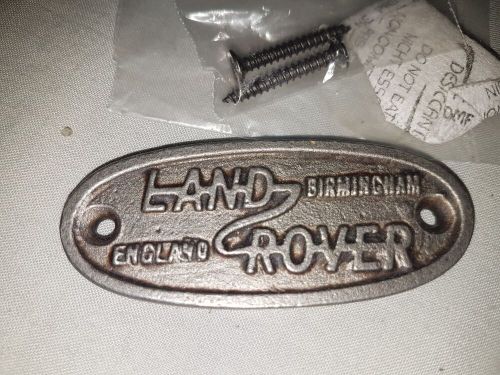 LAND
BIRMINGHAM
ENGLAND
ROVER
DESICCANT
DO NOT EAT